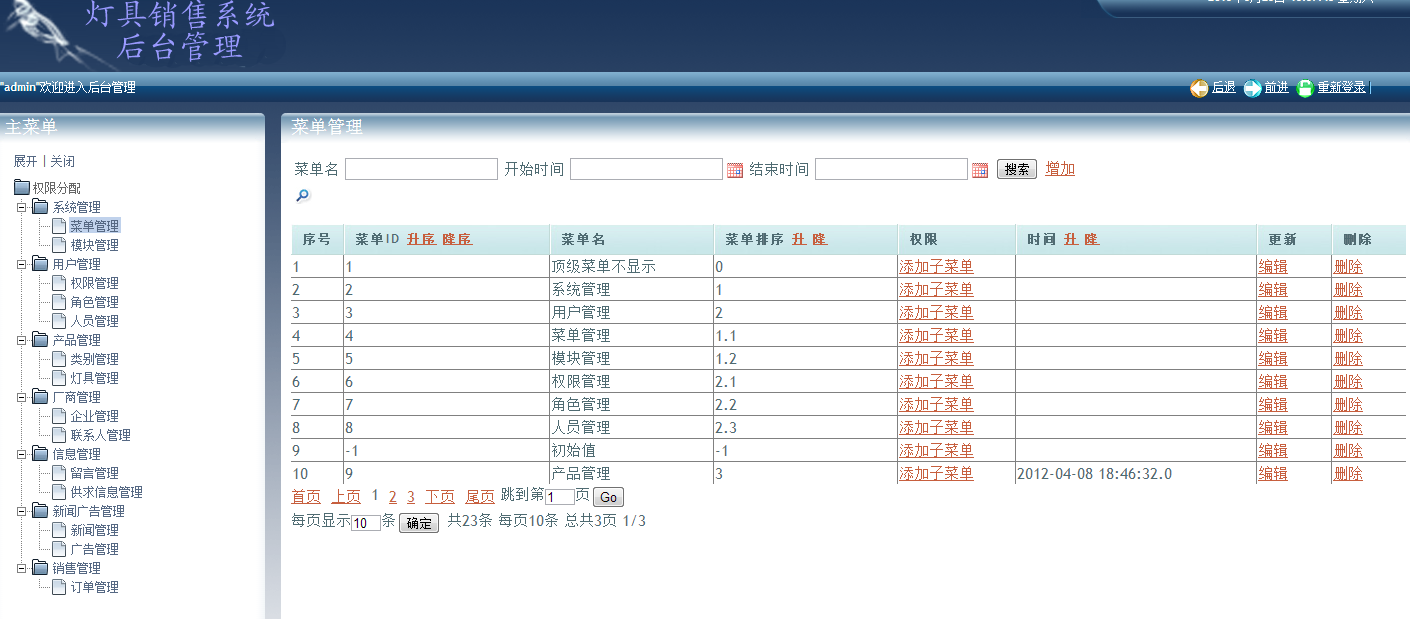 灯具销售系统
后台管理
"admin"欢迎进入后台管理
后退 前进 重新登录
主菜单
展开 | 关闭
权限分配
系统管理
菜单管理
模块管理
用户管理
权限管理
角色管理
人员管理
产品管理
类别管理
灯具管理
厂商管理
企业管理
联系人管理
信息管理
留言管理
供求信息管理
新闻广告管理
新闻管理
广告管理
销售管理
订单管理
菜单管理
菜单名 开始时间 结束时间 搜索 增加
序号 菜单ID 升序 降序 菜单名 菜单排序 升 降 权限 时间 升 降 更新 删除
1 1 顶级菜单不显示 0 添加子菜单 编辑 删除
2 2 系统管理 1 添加子菜单 编辑 删除
3 3 用户管理 2 添加子菜单 编辑 删除
4 4 菜单管理 1.1 添加子菜单 编辑 删除
5 5 模块管理 1.2 添加子菜单 编辑 删除
6 6 权限管理 2.1 添加子菜单 编辑 删除
7 7 角色管理 2.2 添加子菜单 编辑 删除
8 8 人员管理 2.3 添加子菜单 编辑 删除
9 -1 初始值 -1 添加子菜单 编辑 删除
10 9 产品管理 3 添加子菜单 2012-04-08 18:46:32.0 编辑 删除
首页 上页 1 2 3 下页 尾页 跳到第1页 Go
每页显示10条 确定 共23条 每页10条 总共3页 1/3